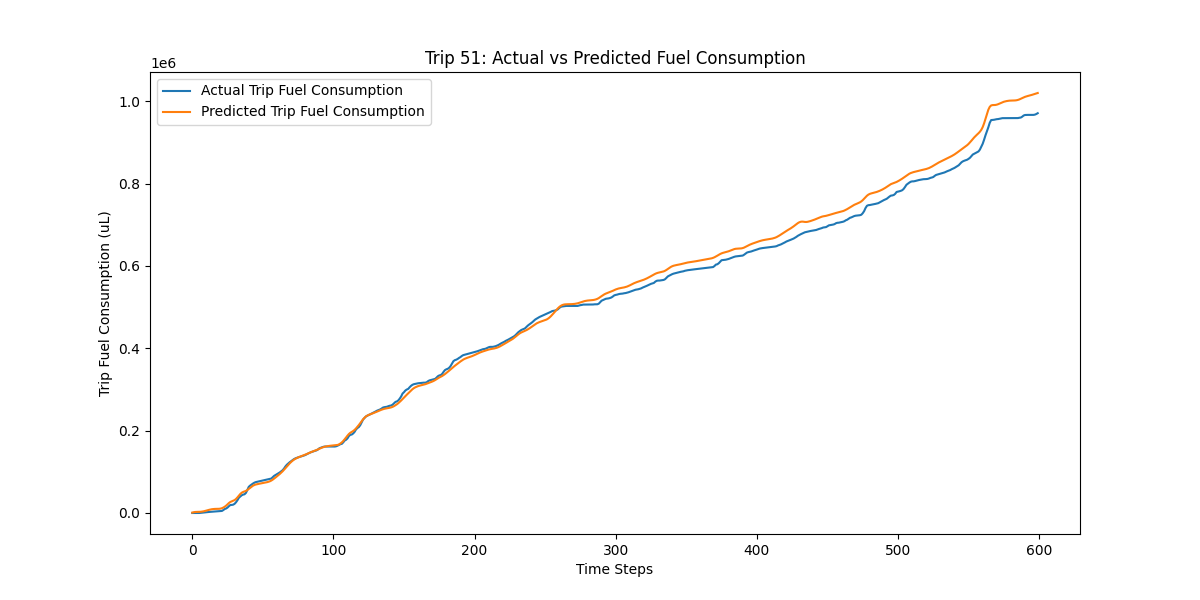 Trip 51: Actual vs Predicted Fuel Consumption
1e6
Actual Trip Fuel Consumption
Predicted Trip Fuel Consumption
Trip Fuel Consumption (uL)
1.0
0.8
0.6
0.4
0.2
0.0
0 100 200 300 400 500 600
Time Steps